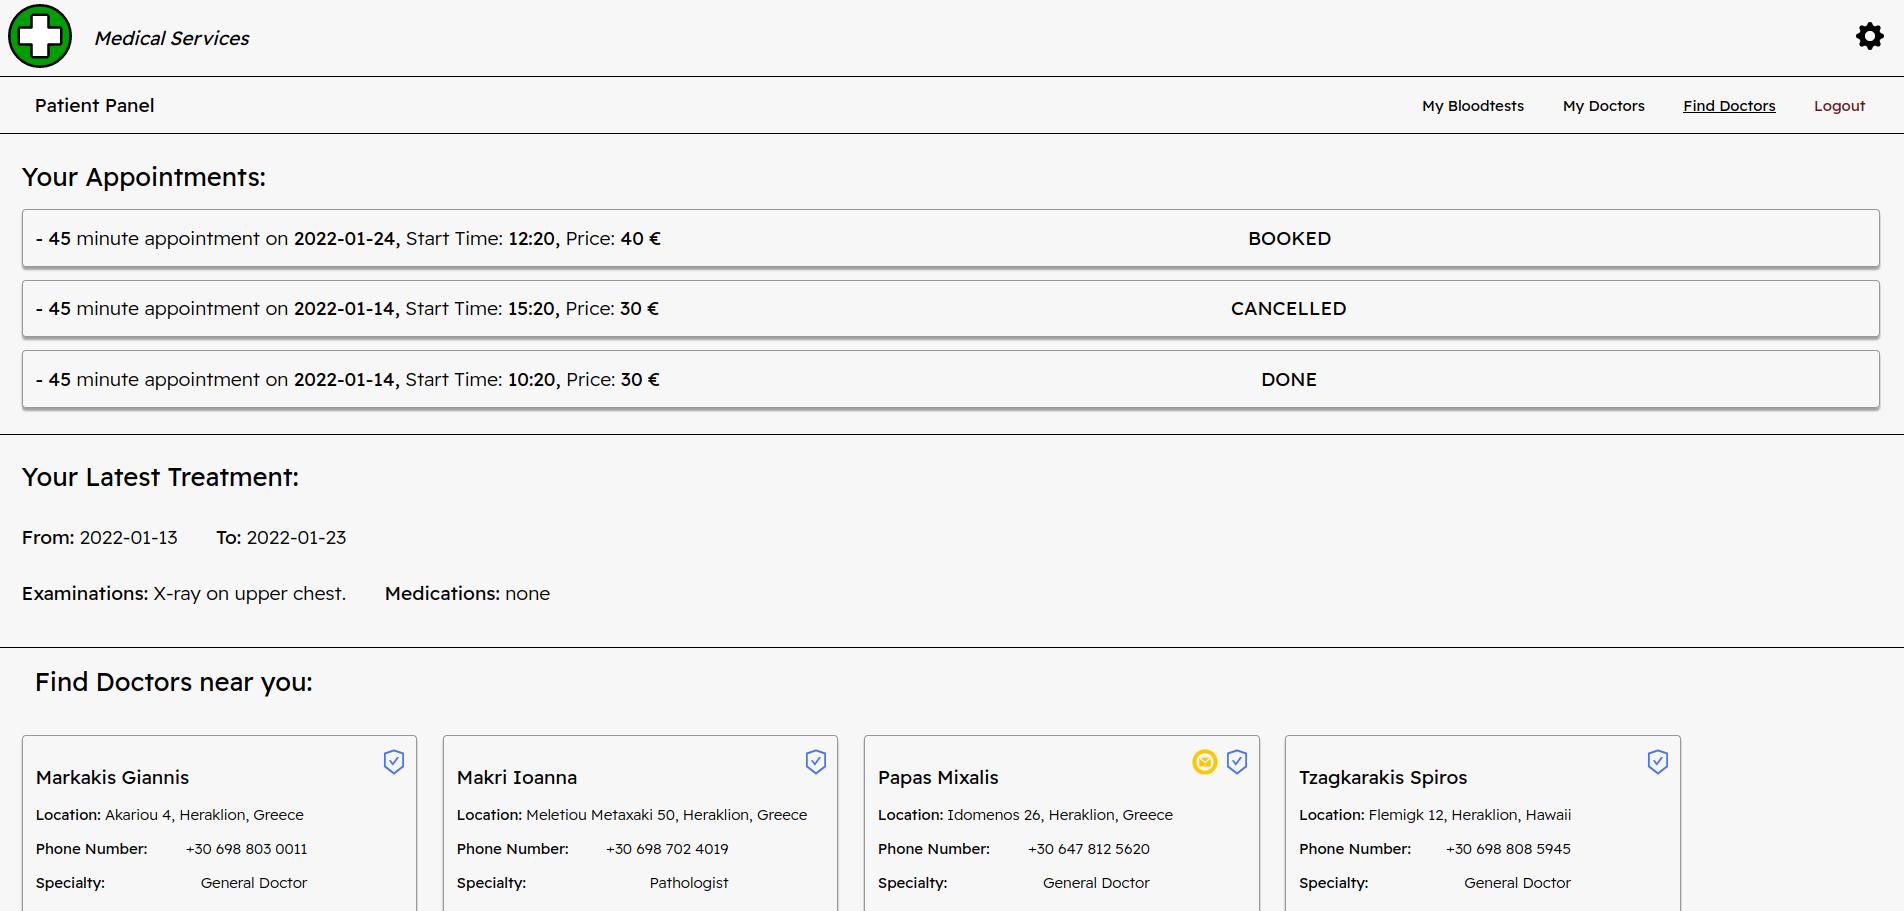 Medical Services
Patient Panel My Bloodtests My Doctors Find Doctors Logout
Your Appointments:
- 45 minute appointment on 2022-01-24, Start Time: 12:20, Price: 40 € BOOKED
- 45 minute appointment on 2022-01-14, Start Time: 15:20, Price: 30 € CANCELLED
- 45 minute appointment on 2022-01-14, Start Time: 10:20, Price: 30 € DONE
Your Latest Treatment:
From: 2022-01-13 To: 2022-01-23
Examinations: X-ray on upper chest. Medications: none
Find Doctors near you:
Markakis Giannis
Location: Akariou 4, Heraklion, Greece
Phone Number: +30 698 803 0011
Specialty: General Doctor
Makri Ioanna
Location: Meletiou Metaxaki 50, Heraklion, Greece
Phone Number: +30 698 702 4019
Specialty: Pathologist
Papas Mixalis
Location: Idomenos 26, Heraklion, Greece
Phone Number: +30 647 812 5620
Specialty: General Doctor
Tzagkarakis Spiros
Location: Flemigk 12, Heraklion, Hawaii
Phone Number: +30 698 808 5945
Specialty: General Doctor